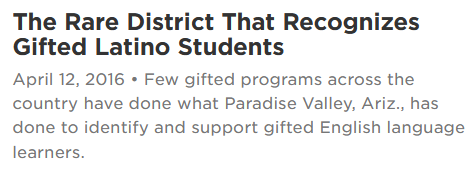 The Rare District That Recognizes
Gifted Latino Students
April 12, 2016 • Few gifted programs across the
country have done what Paradise Valley, Ariz., has
done to identify and support gifted English language
learners.